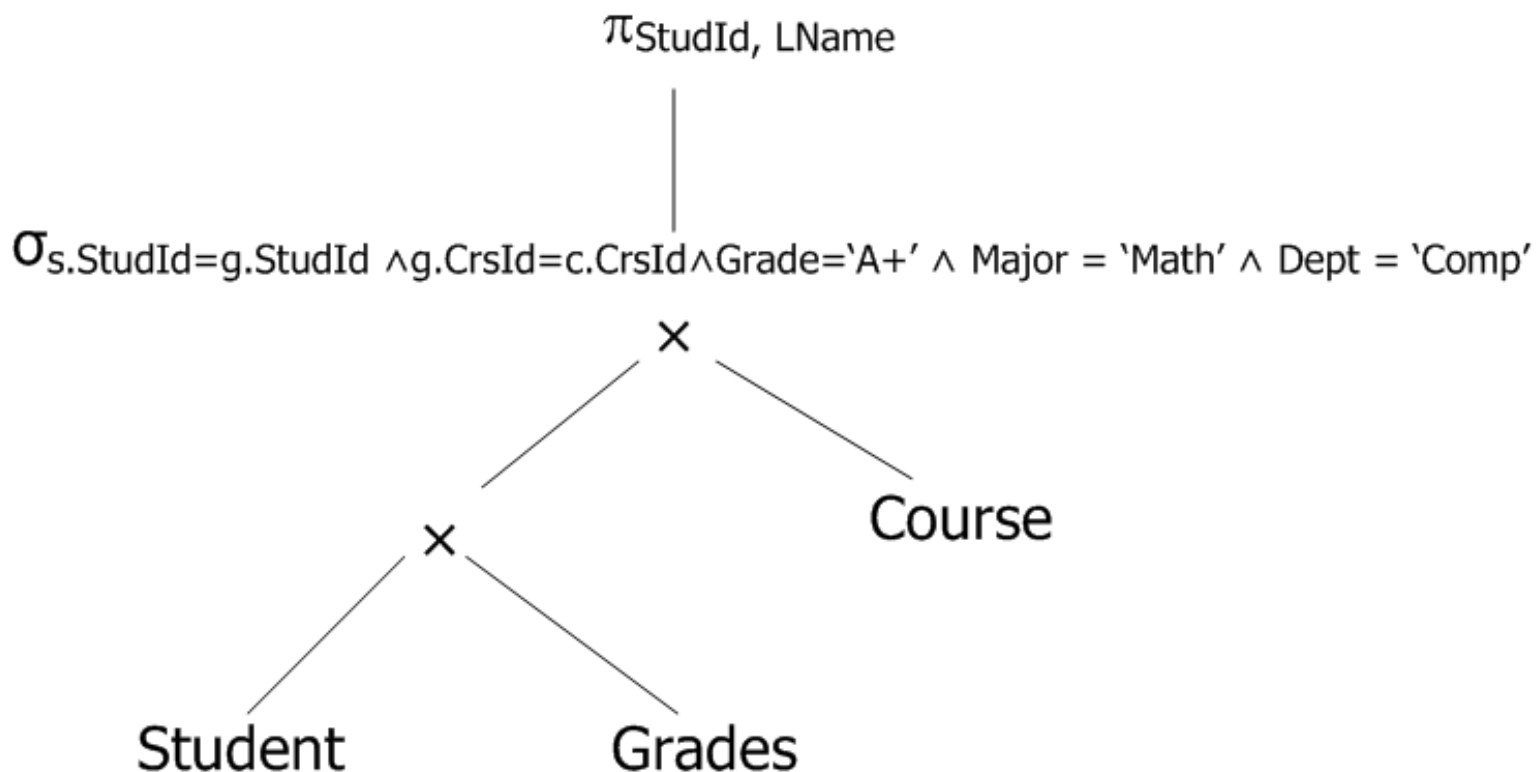 πStudId, LName
σs.StudId=g.StudId ∧g.CrsId=c.CrsId∧Grade=‘A+’ ∧ Major = ‘Math’ ∧ Dept = ‘Comp’
×
Course
×
Student Grades